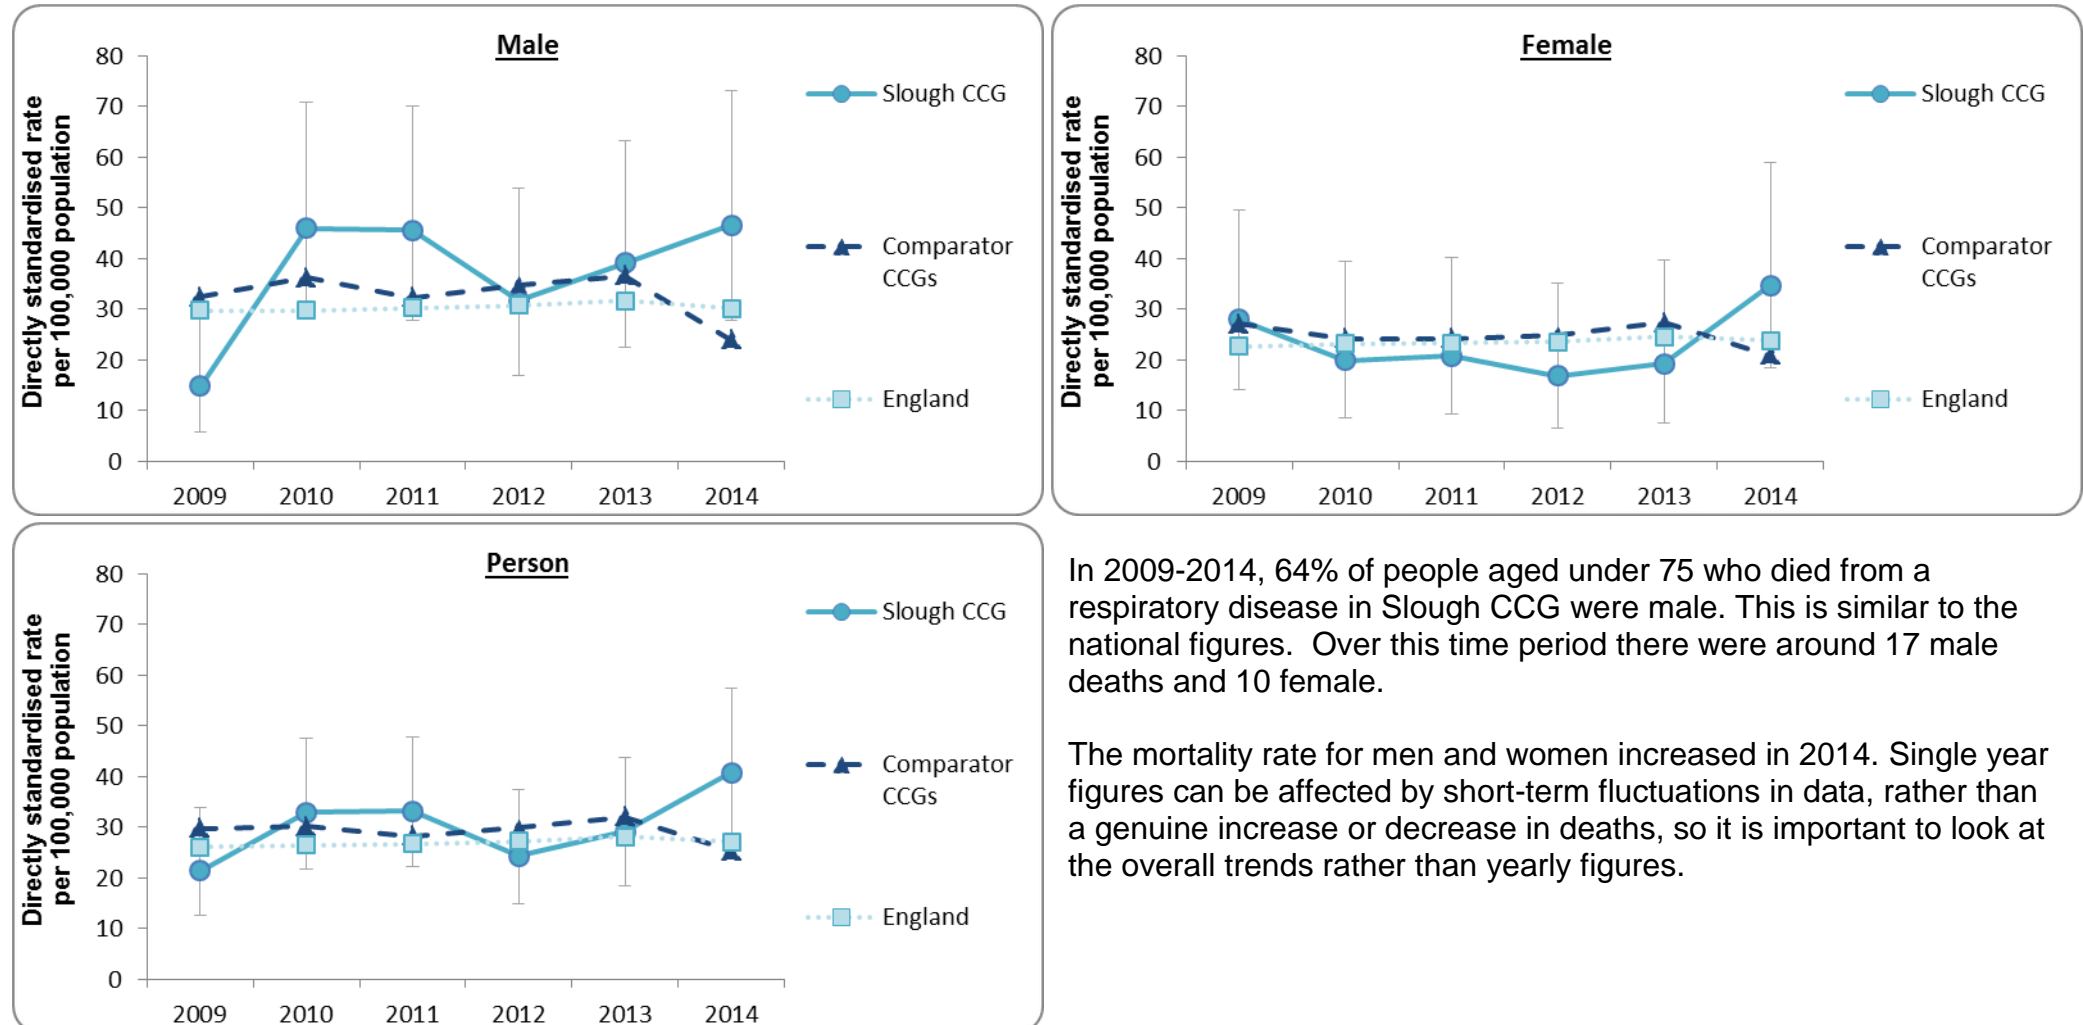 Male
80
70
60
50
40
30
20
10
0
Directly standardised rate
per 100,000 population
2009 2010 2011 2012 2013 2014
Slough CCG
Comparator
CCGs
England
Female
80
70
60
50
40
30
20
10
0
Directly standardised rate
per 100,000 population
2009 2010 2011 2012 2013 2014
Slough CCG
Comparator
CCGs
England
Person
80
70
60
50
40
30
20
10
0
Directly standardised rate
per 100,000 population
2009 2010 2011 2012 2013 2014
Slough CCG
Comparator
CCGs
England
In 2009-2014, 64% of people aged under 75 who died from a
respiratory disease in Slough CCG were male. This is similar to the
national figures.  Over this time period there were around 17 male
deaths and 10 female.
The mortality rate for men and women increased in 2014. Single year
figures can be affected by short-term fluctuations in data, rather than
a genuine increase or decrease in deaths, so it is important to look at
the overall trends rather than yearly figures.